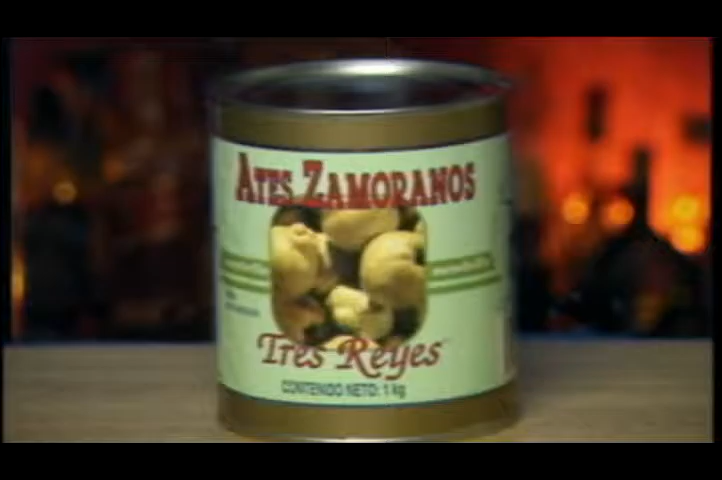 ATES ZAMORANOS
Tres Reyes
CONTENIDO NETO: 1 kg